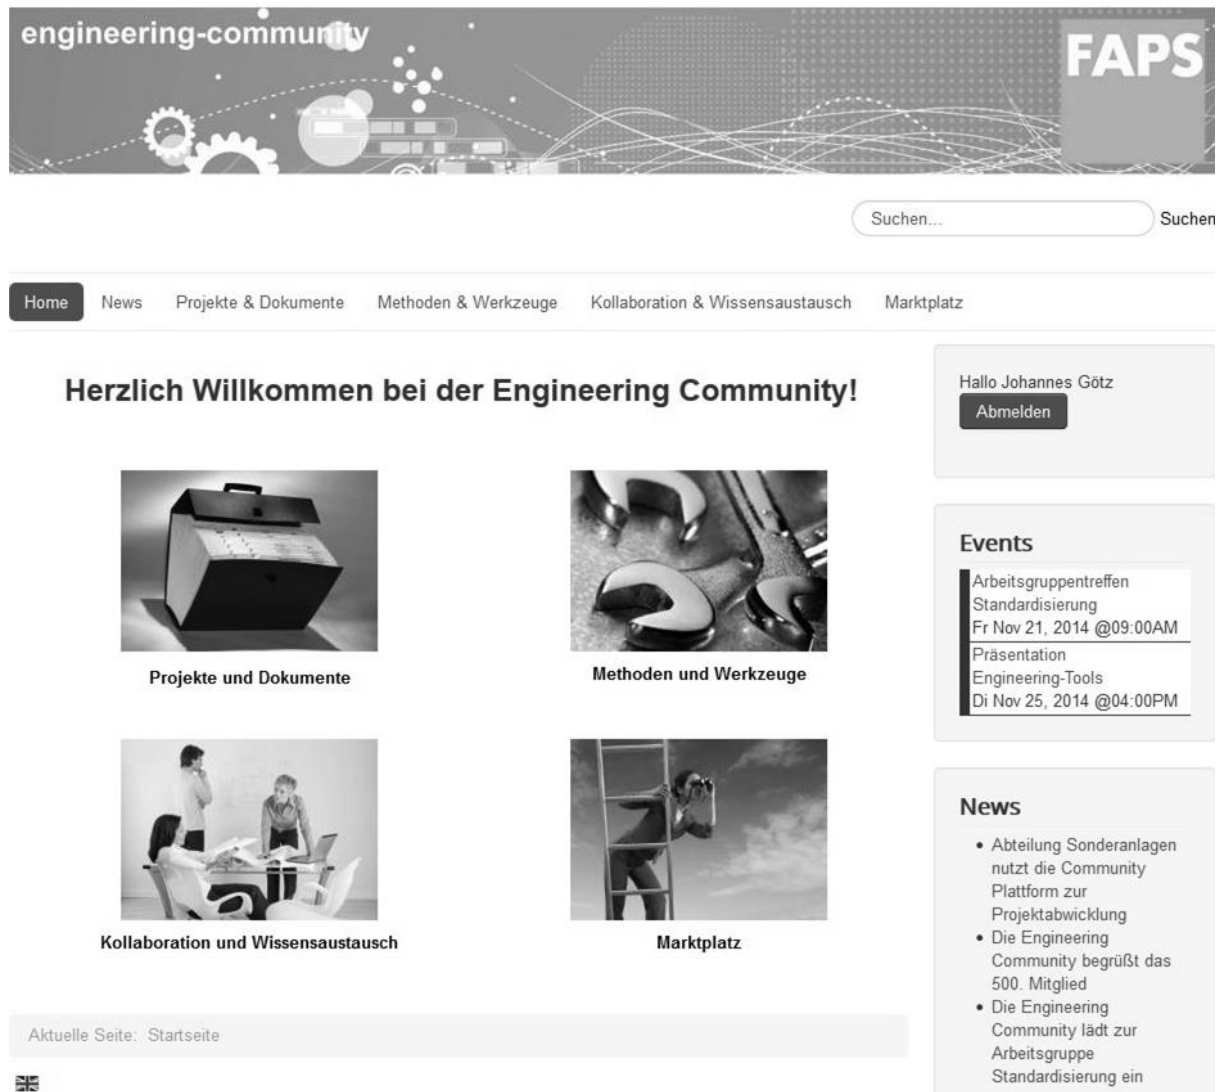 engineering-community
FAPS
Suchen...
Suchen
Home
News
Projekte & Dokumente
Methoden & Werkzeuge
Kollaboration & Wissensaustausch
Marktplatz
Herzlich Willkommen bei der Engineering Community!
Projekte und Dokumente
Methoden und Werkzeuge
Kollaboration und Wissensaustausch
Marktplatz
Aktuelle Seite: Startseite
Hallo Johannes Götz
Abmelden
Events
Arbeitsgruppentreffen
Standardisierung
Fr Nov 21, 2014 @09:00AM
Präsentation
Engineering-Tools
Di Nov 25, 2014 @04:00PM
News
• Abteilung Sonderanlagen
nutzt die Community
Plattform zur
Projektabwicklung
• Die Engineering
Community begrüßt das
500. Mitglied
• Die Engineering
Community lädt zur
Arbeitsgruppe
Standardisierung ein